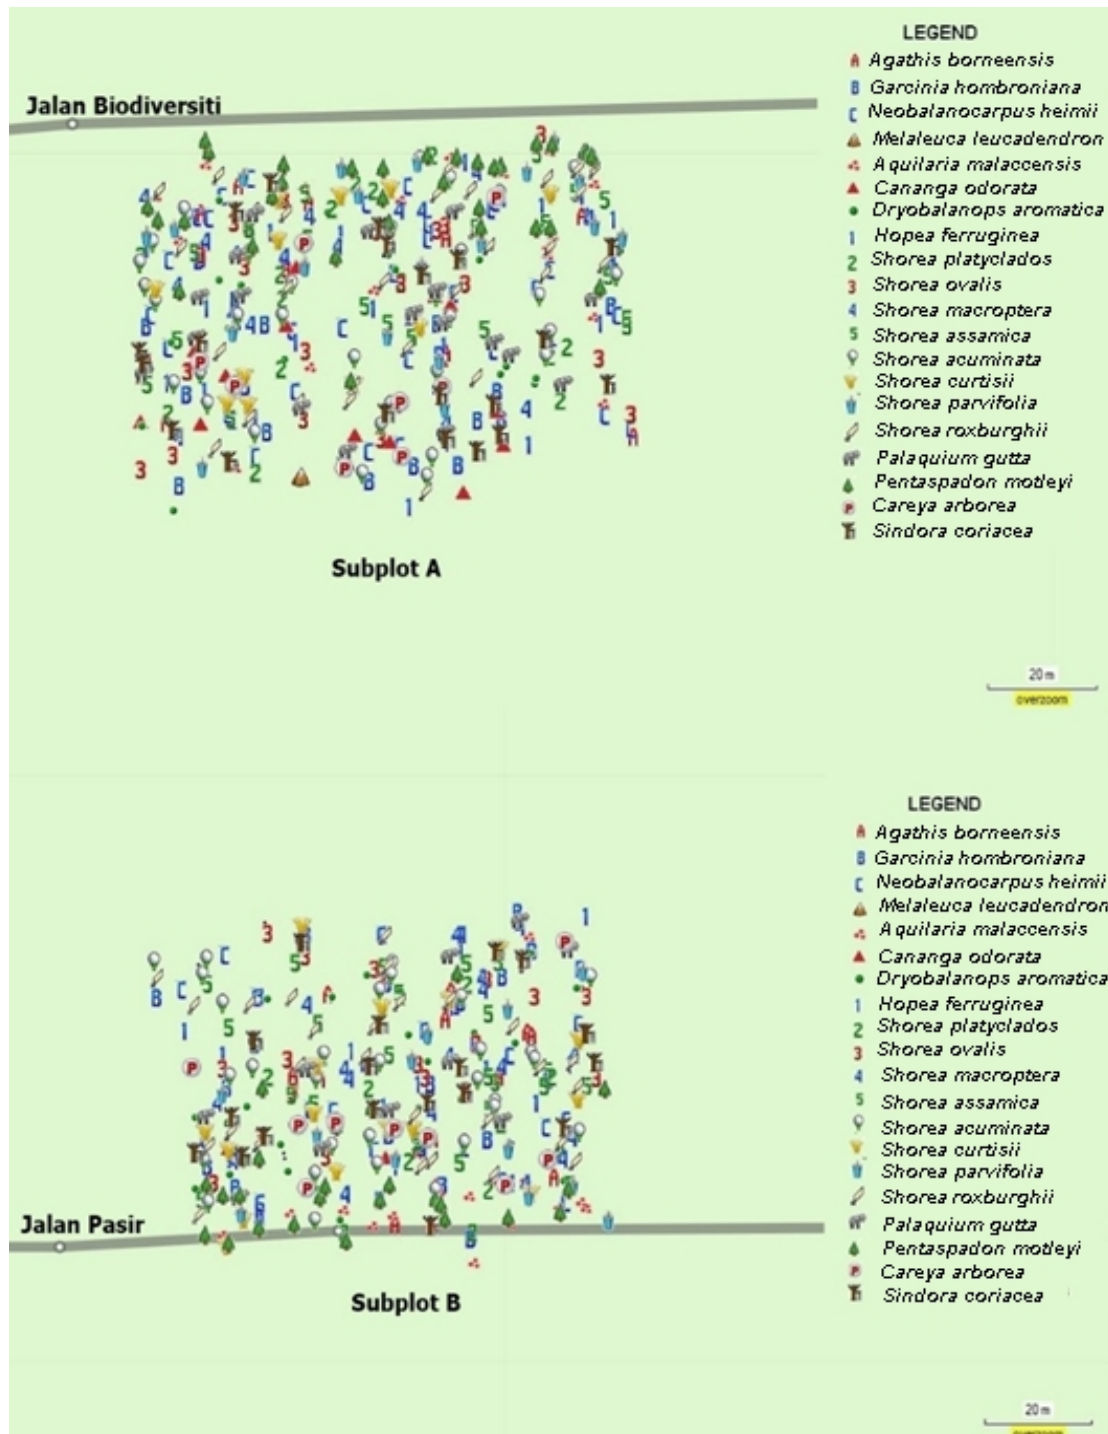 LEGEND
Agathis borneensis
Garcinia hombroniana
Neobalanocarpus heimii
Melaleuca leucadendron
Aquilaria malaccensis
Cananga odorata
Dryobalanops aromatica
Hopea ferruginea
Shorea platyclados
Shorea ovalis
Shorea macroptera
Shorea assamica
Shorea acuminata
Shorea curtisii
Shorea parvifolia
Shorea roxburghii
Palaquium gutta
Pentaspadon motleyi
Careya arborea
Sindora coriacea
Jalan Biodiversiti
Subplot A
20 m
overzoom
LEGEND
Agathis borneensis
Garcinia hombroniana
Neobalanocarpus heimii
Melaleuca leucadendron
Aquilaria malaccensis
Cananga odorata
Dryobalanops aromatica
Hopea ferruginea
Shorea platyclados
Shorea ovalis
Shorea macroptera
Shorea assamica
Shorea acuminata
Shorea curtisii
Shorea parvifolia
Shorea roxburghii
Palaquium gutta
Pentaspadon motleyi
Careya arborea
Sindora coriacea
Jalan Pasir
Subplot B
20 m
overzoom